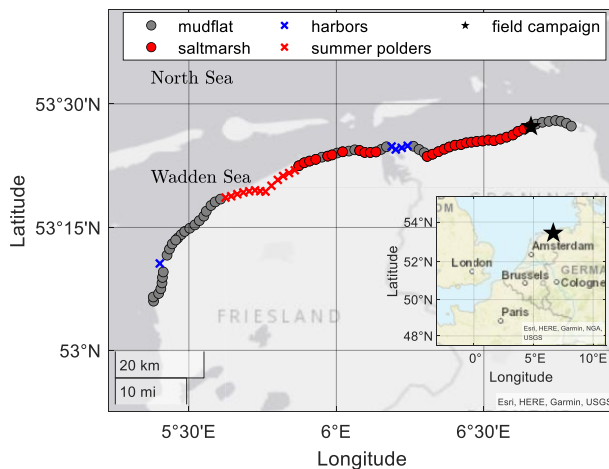 mudflat
harbors
field campaign
saltmarsh
summer polders
North Sea
53°30'N
Wadden Sea
53°15'N
FRIESLAND
53°N
Latitude
20 km
10 mi
5°30'E
6°E
6°30'E
Longitude
54°N
52°N
50°N
48°N
Latitude
Amsterdam
London
Brussels
GERMA
Cologne
Paris
Esri, HERE, Garmin, NGA,
USGS
0°
5°E
10°E
Longitude
Esri, HERE, Garmin, USGS